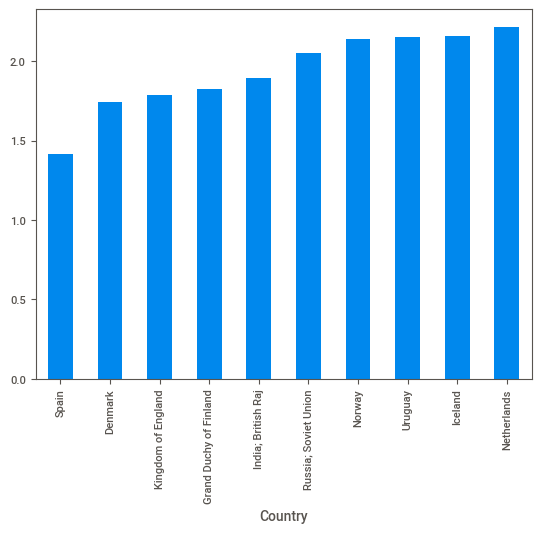 2.0
1.5
1.0
0.5
0.0
Spain
Denmark
Kingdom of England
Grand Duchy of Finland
India; British Raj
Russia; Soviet Union
Norway
Uruguay
Iceland
Netherlands
Country